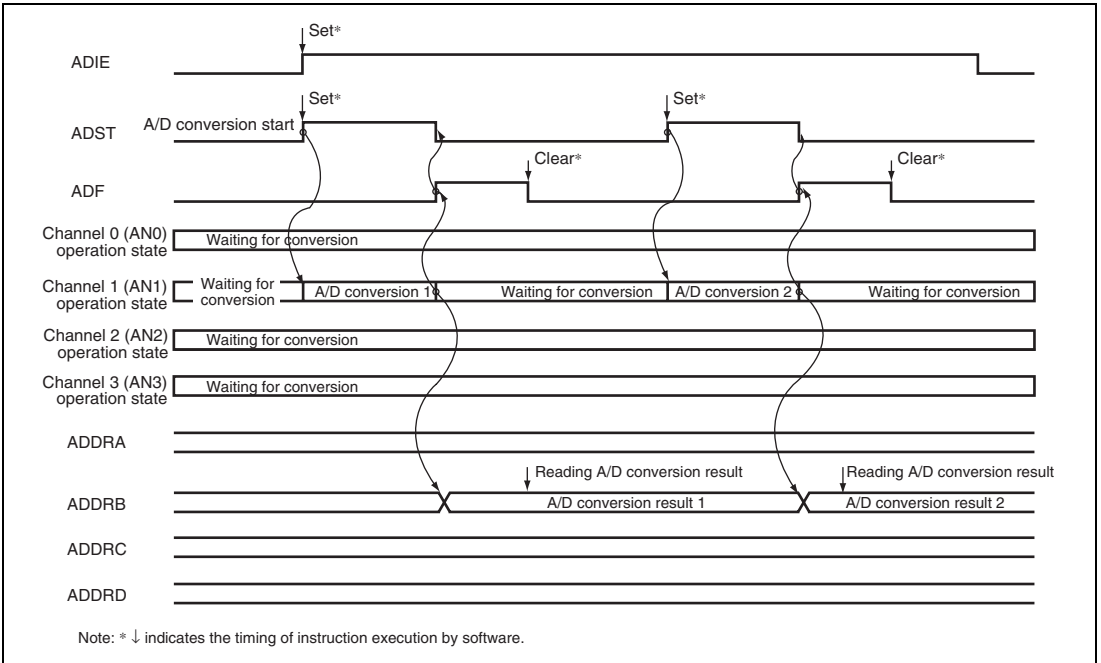 Set*
ADIE
Set*
Set*
A/D conversion start
ADST
Clear*
Clear*
ADF
Channel 0 (AN0)
operation state
Waiting for conversion
Channel 1 (AN1)
operation state
Waiting for
conversion
A/D conversion 1
Waiting for conversion
A/D conversion 2
Waiting for conversion
Channel 2 (AN2)
operation state
Waiting for conversion
Channel 3 (AN3)
operation state
Waiting for conversion
ADDRA
Reading A/D conversion result
Reading A/D conversion result
ADDRB
A/D conversion result 1
A/D conversion result 2
ADDRC
ADDRD
Note: * ↓ indicates the timing of instruction execution by software.